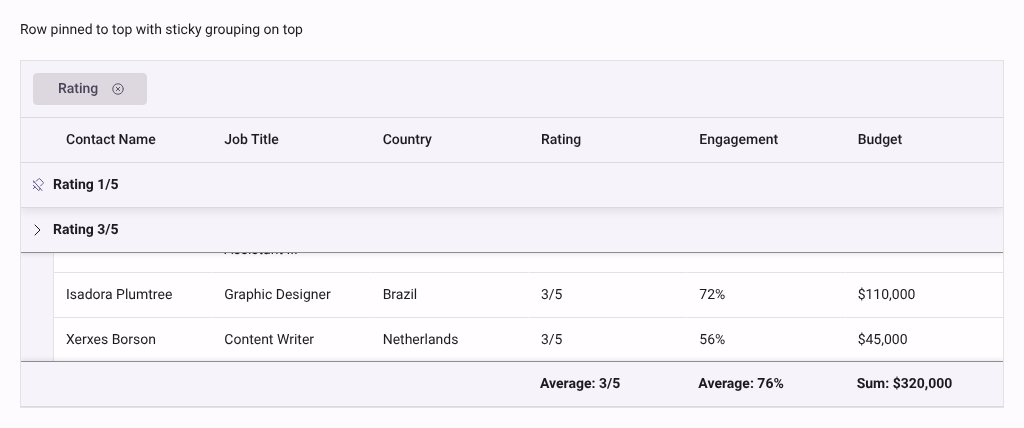 Row pinned to top with sticky grouping on top
Rating
Contact Name Job Title Country Rating Engagement Budget
Rating 1/5
Rating 3/5
Isadora Plumtree Graphic Designer Brazil 3/5 72% $110,000
Xerxes Borson Content Writer Netherlands 3/5 56% $45,000
Average: 3/5 Average: 76% Sum: $320,000